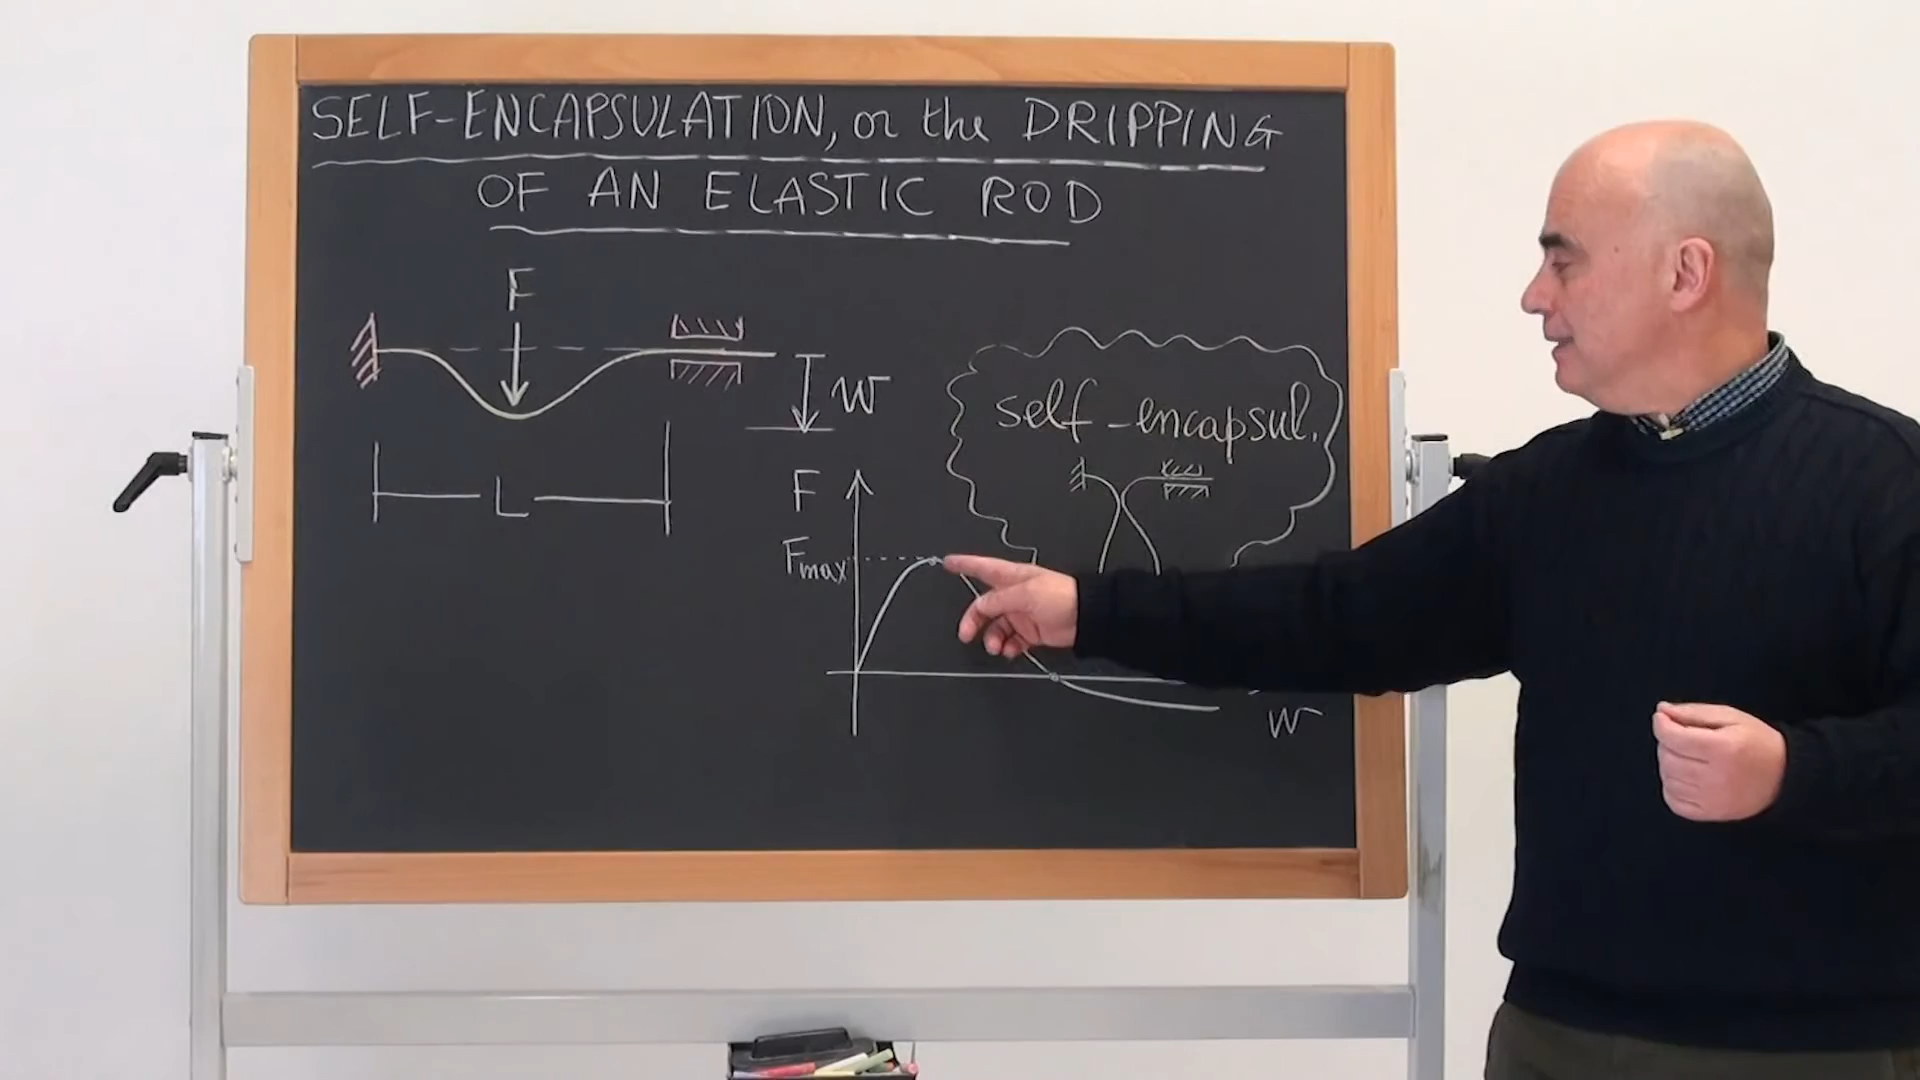 SELF-ENCAPSULATION, or the DRIPPING
OF AN ELASTIC ROD
F
W
L
self-encapsul.
F
Fmax
W